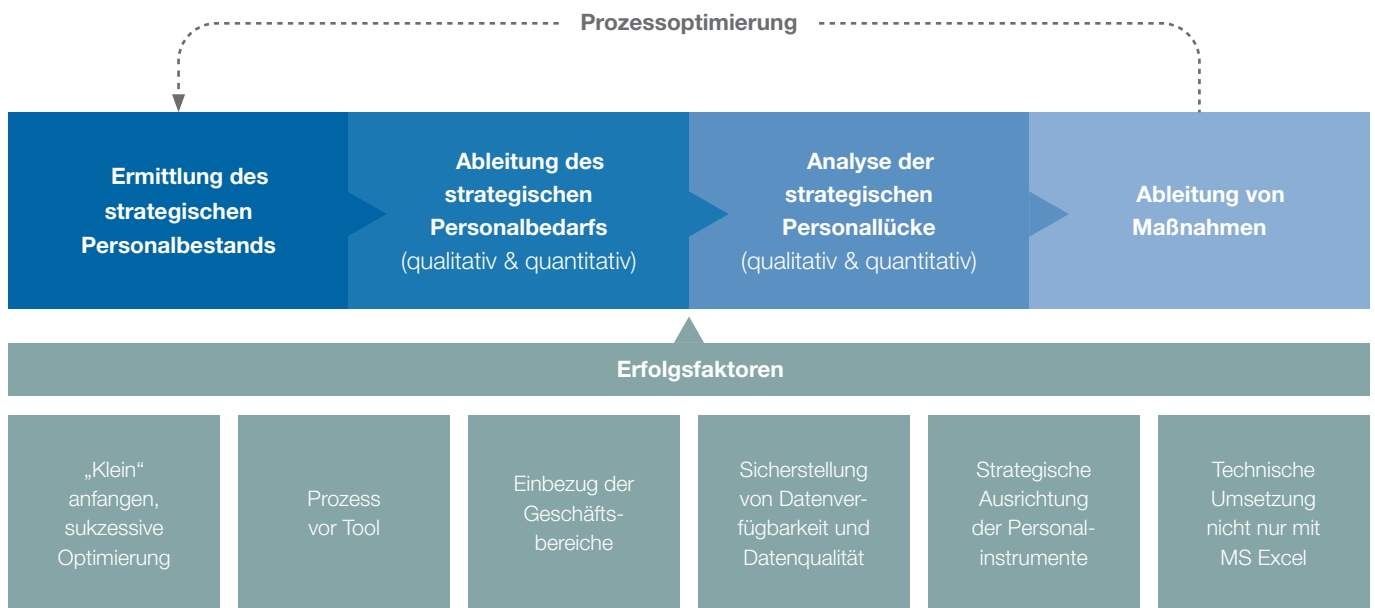 Prozessoptimierung
Ermittlung des
strategischen
Personalbestands
Ableitung des
strategischen
Personalbedarfs
(qualitativ & quantitativ)
Analyse der
strategischen
Personallücke
(qualitativ & quantitativ)
Ableitung von
Maßnahmen
Erfolgsfaktoren
„Klein“
anfangen,
sukzessive
Optimierung
Prozess
vor Tool
Einbezug der
Geschäfts-
bereiche
Sicherstellung
von Datenver-
fügbarkeit und
Datenqualität
Strategische
Ausrichtung
der Personal-
instrumente
Technische
Umsetzung
nicht nur mit
MS Excel